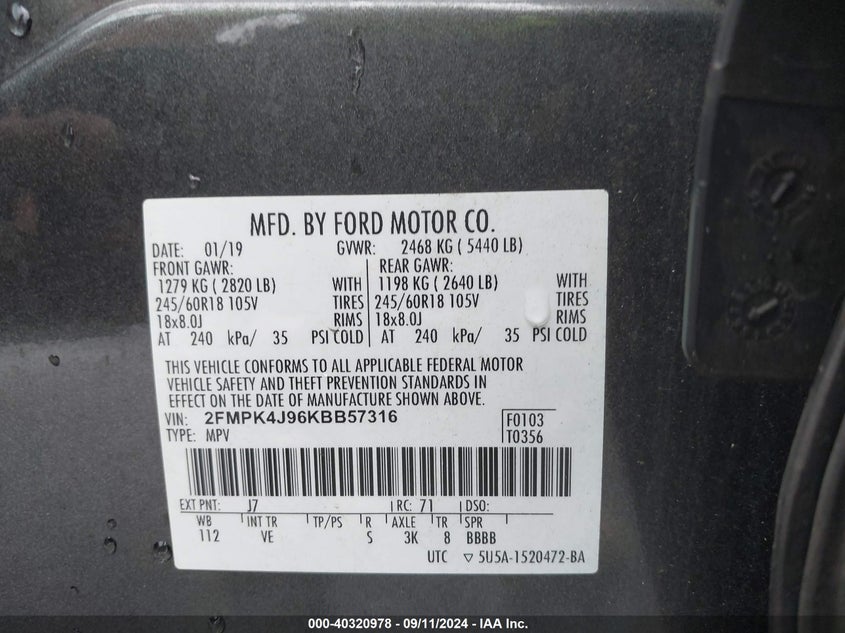 MFD. BY FORD MOTOR CO.
DATE: 01/19 GVWR: 2468 KG ( 5440 LB)
FRONT GAWR: REAR GAWR:
1279 KG ( 2820 LB) WITH 1198 KG ( 2640 LB) WITH
245/60R18 105V TIRES 245/60R18 105V TIRES
18x8.0J RIMS 18x8.0J RIMS
AT 240 kPa/ 35 PSI COLD AT 240 kPa/ 35 PSI COLD
THIS VEHICLE CONFORMS TO ALL APPLICABLE FEDERAL MOTOR
VEHICLE SAFETY AND THEFT PREVENTION STANDARDS IN
EFFECT ON THE DATE OF MANUFACTURE SHOWN ABOVE.
VIN: 2FMPK4J96KBB57316 F0103
TYPE: MPV T0356
EXT PNT: J7 RC: 71 DSO:
WB INT TR TP/PS R AXLE TR SPR
112 VE S 3K 8 BBBB
UTC ▽ 5U5A-1520472-BA
000-40320978 - 09/11/2024 - IAA Inc.